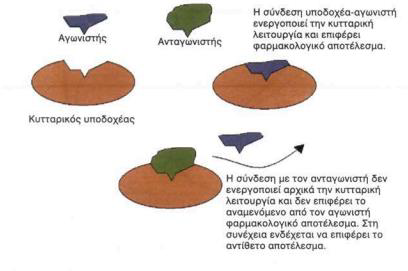 Αγωνιστής
Ανταγωνιστής
Η σύνδεση υποδοχέα-αγωνιστή
ενεργοποιεί την κυτταρική
λειτουργία και επιφέρει
φαρμακολογικό αποτέλεσμα.
Κυτταρικός υποδοχέας
Η σύνδεση με τον ανταγωνιστή δεν
ενεργοποιεί αρχικά την κυτταρική
λειτουργία και δεν επιφέρει το
αναμενόμενο από τον αγωνιστή
φαρμακολογικό αποτέλεσμα. Στη
συνέχεια ενδέχεται να επιφέρει το
αντίθετο αποτέλεσμα.